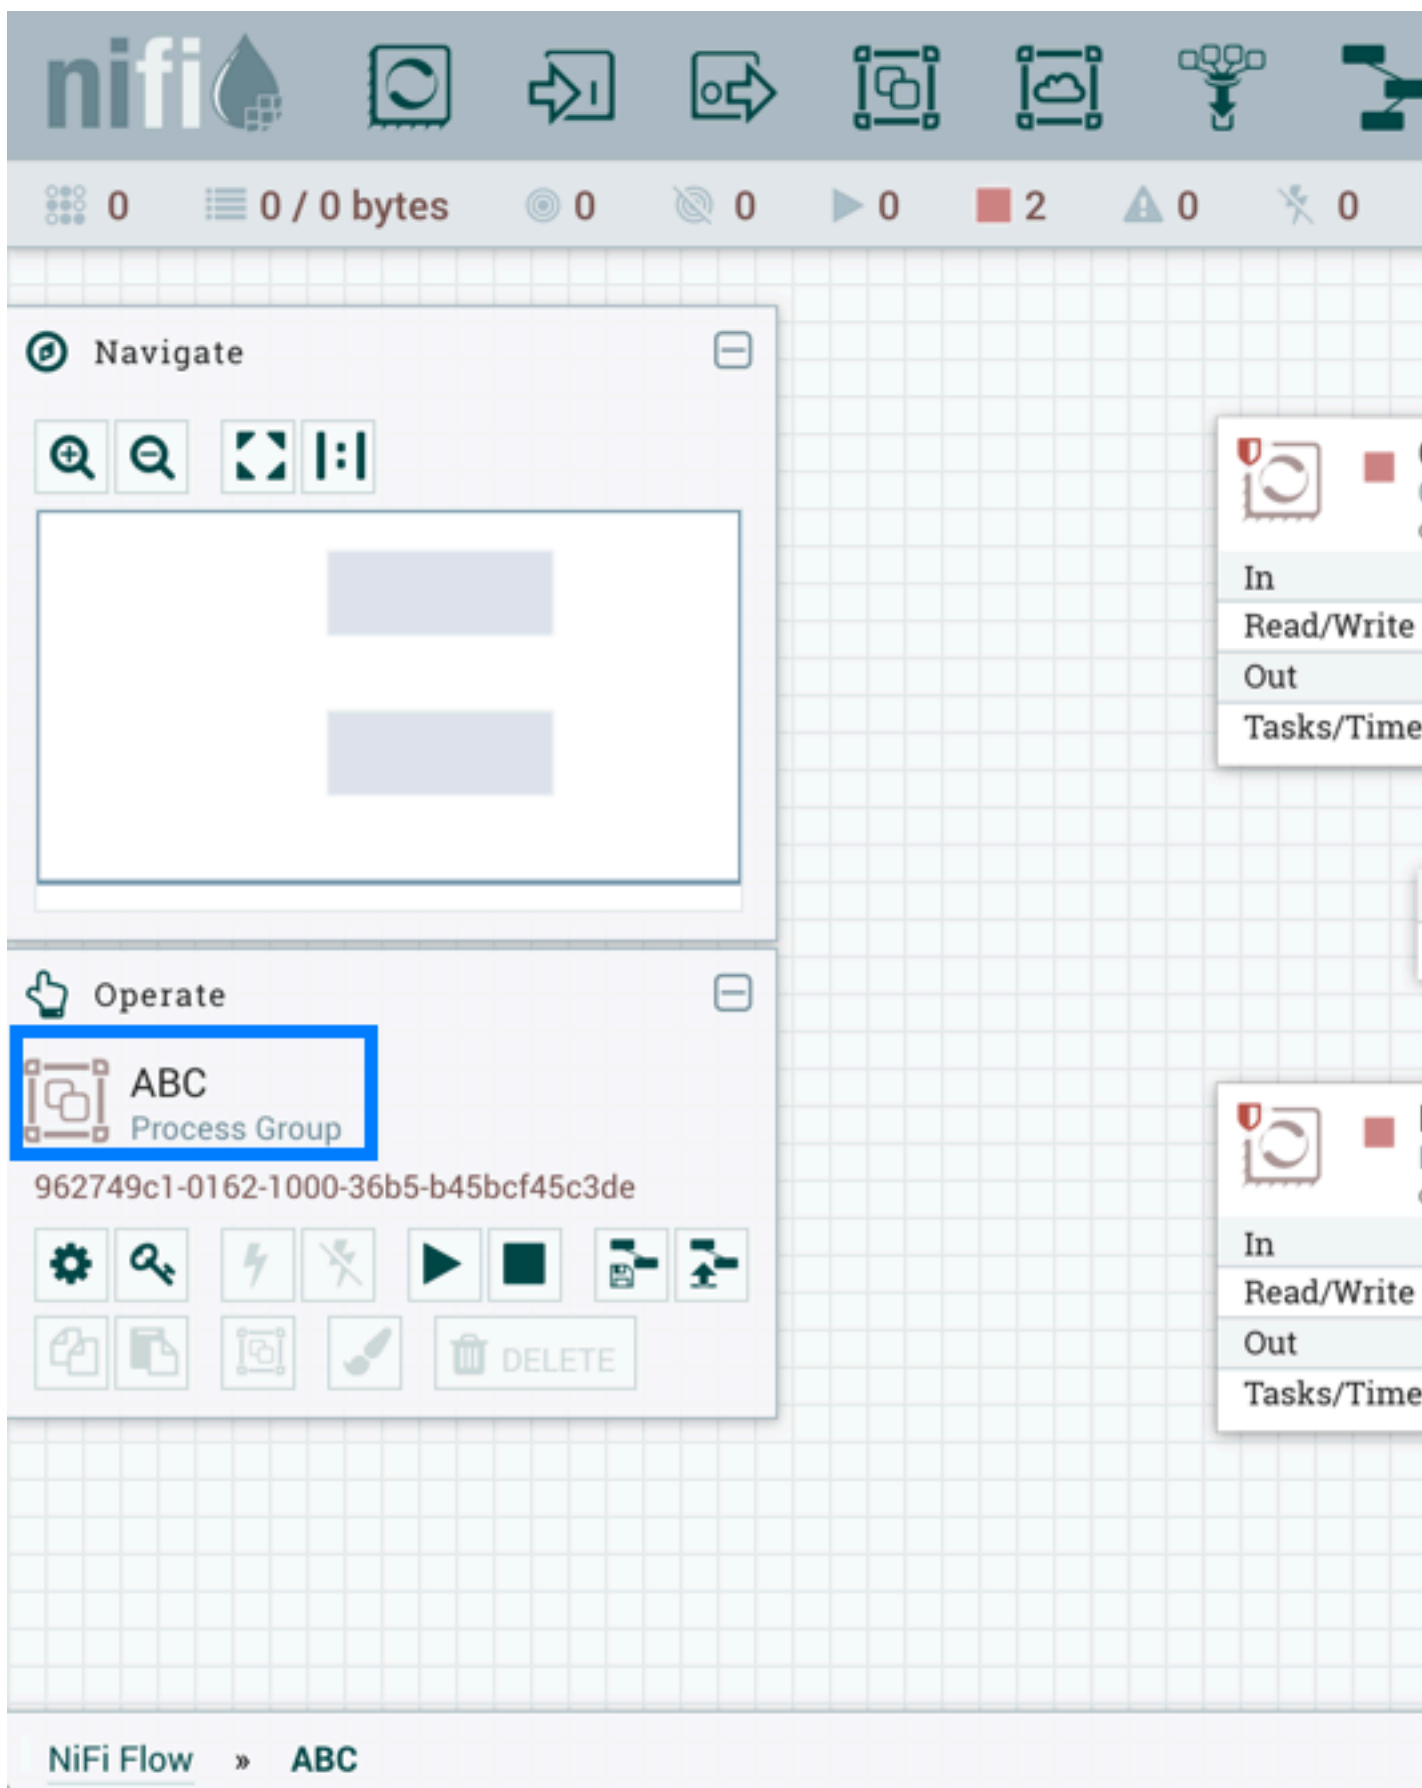 nifi
0 0 / 0 bytes 0 0 0 2 0 0
Navigate
In
Read/Write
Out
Tasks/Time
Operate
ABC
Process Group
962749c1-0162-1000-36b5-b45bcf45c3de
DELETE
In
Read/Write
Out
Tasks/Time
NiFi Flow » ABC